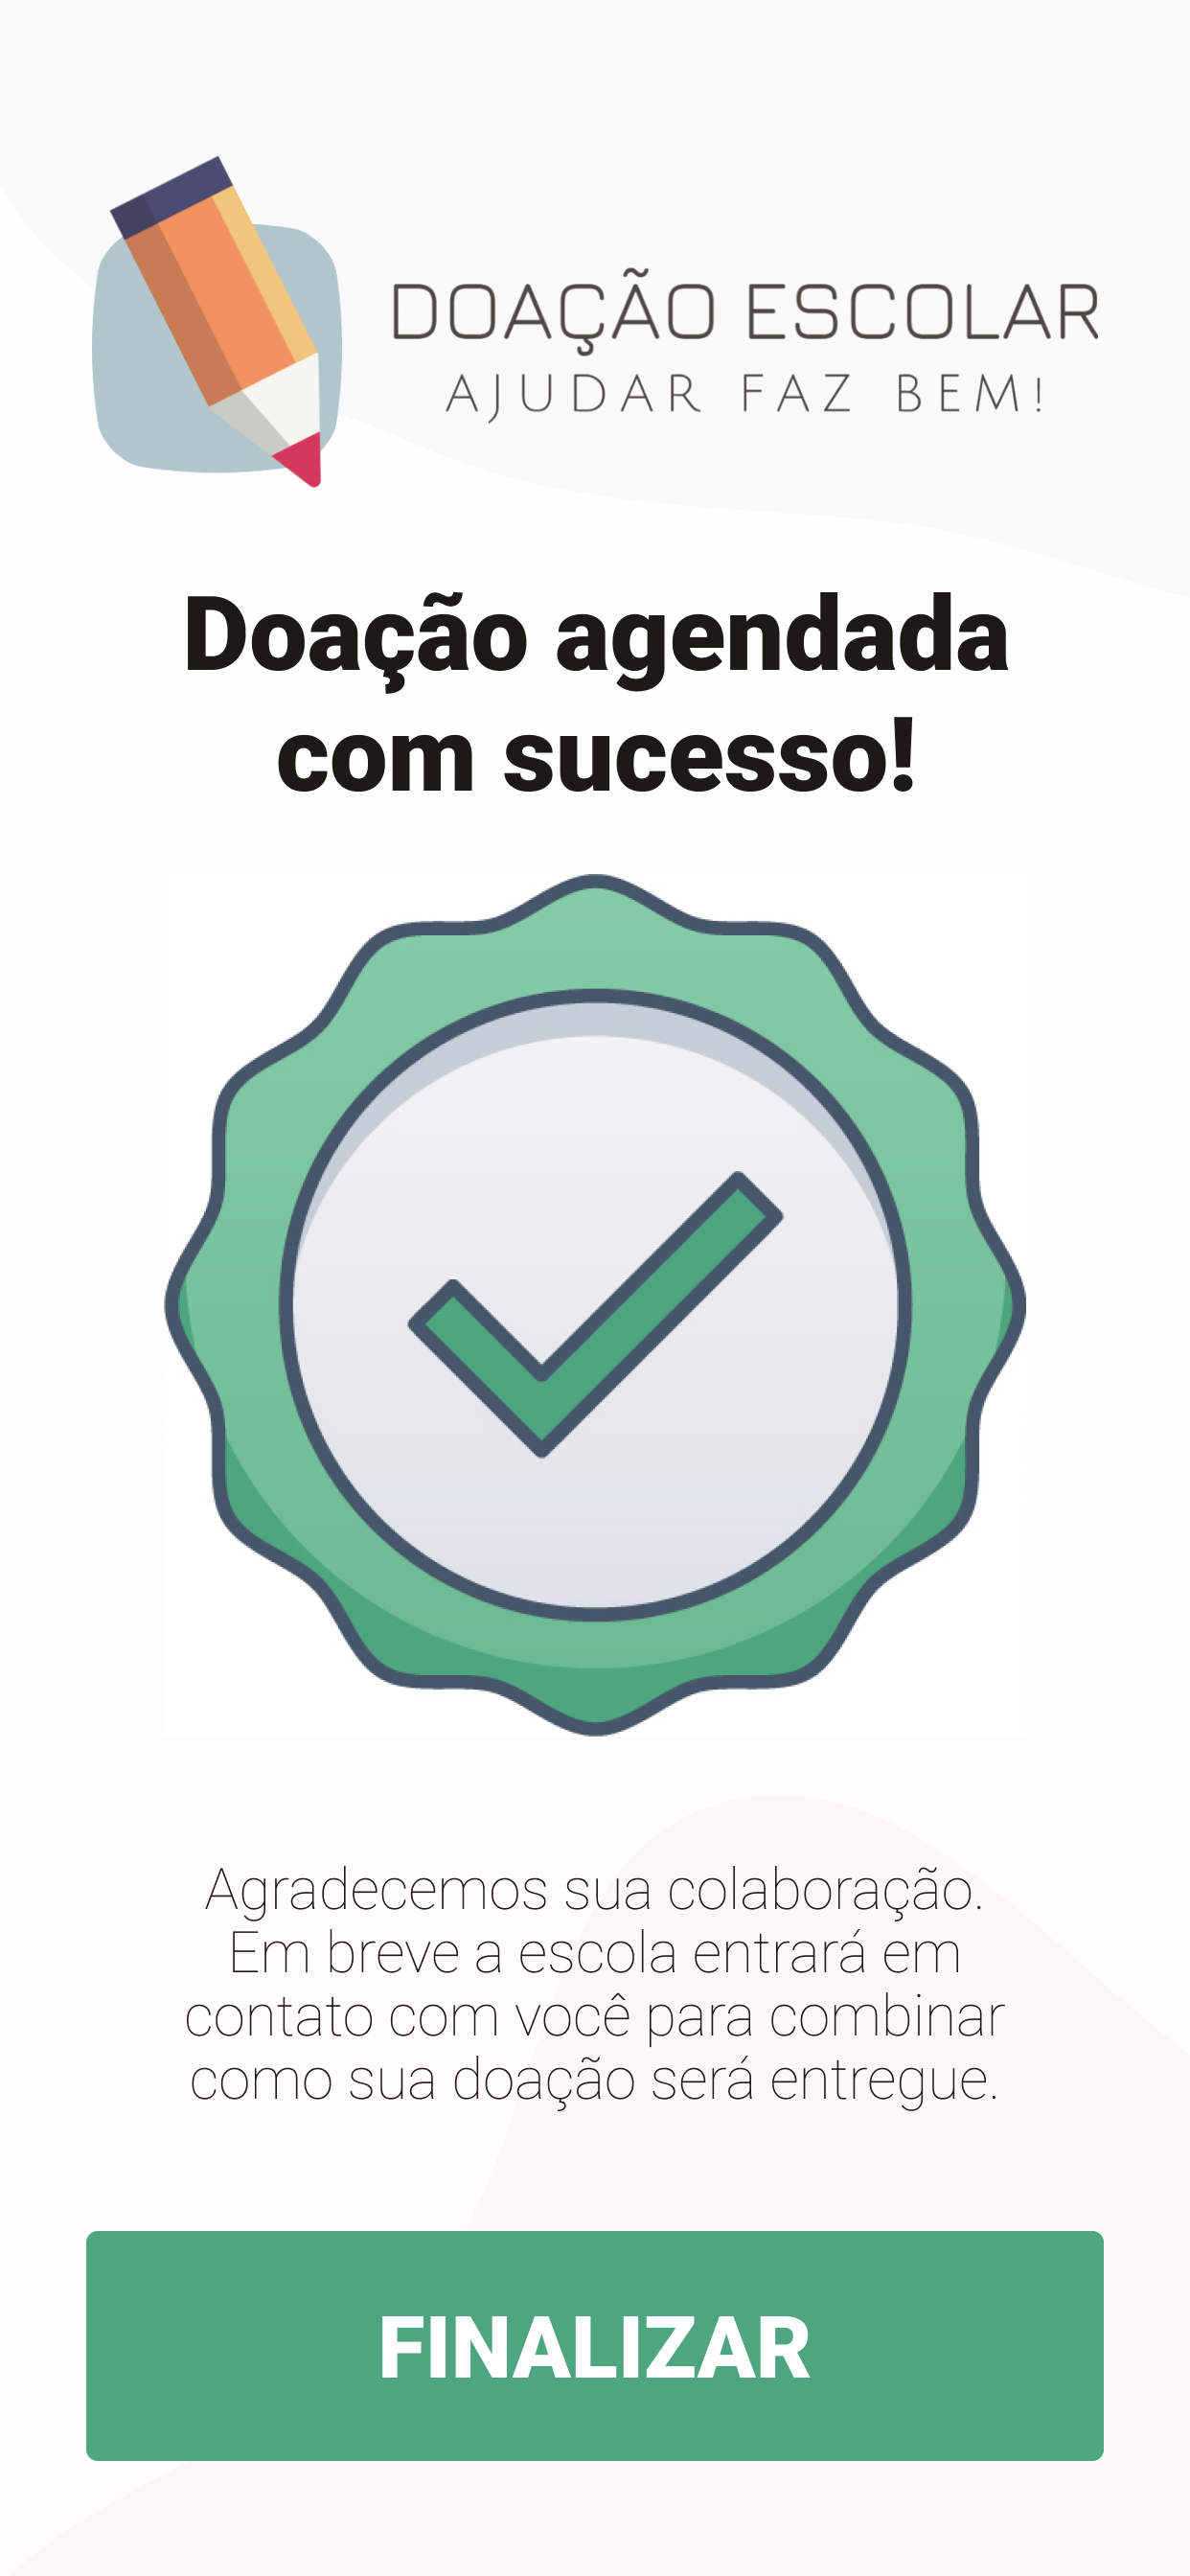 DOAÇÃO ESCOLAR
AJUDAR FAZ BEM!
Doação agendada
com sucesso!
Agradecemos sua colaboração.
Em breve a escola entrará em
contato com você para combinar
como sua doação será entregue.
FINALIZAR